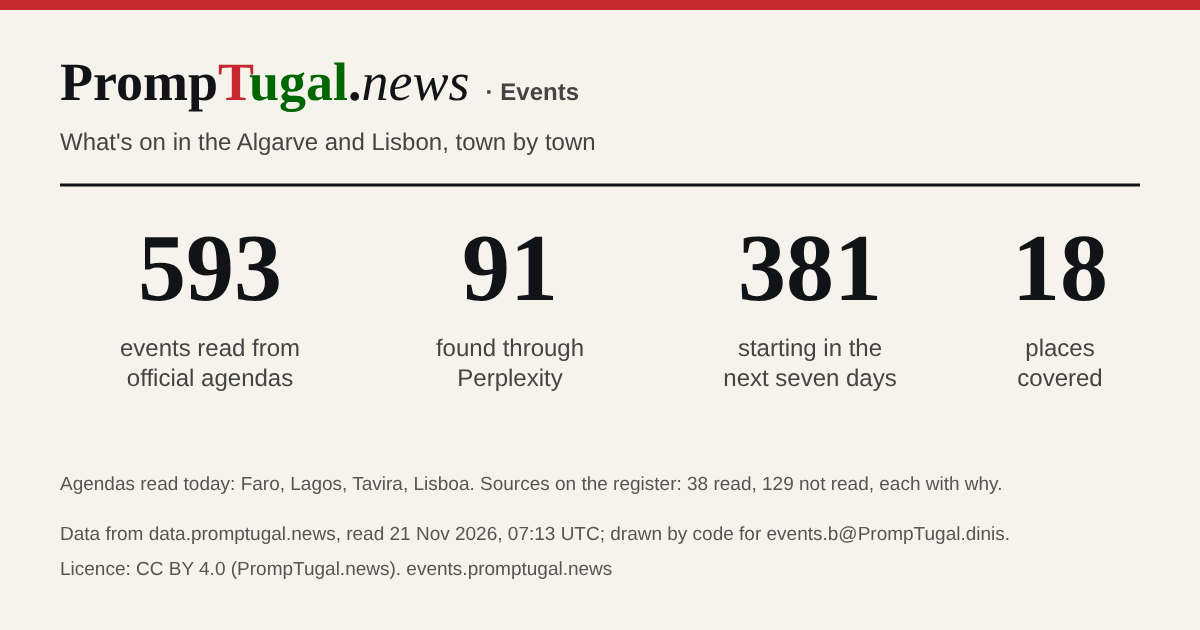 PrompTugal.news · Events
What's on in the Algarve and Lisbon, town by town
593
events read from
official agendas
91
found through
Perplexity
381
starting in the
next seven days
18
places
covered
Agendas read today: Faro, Lagos, Tavira, Lisboa. Sources on the register: 38 read, 129 not read, each with why.
Data from data.promptugal.news, read 21 Nov 2026, 07:13 UTC; drawn by code for events.b@PrompTugal.dinis.
Licence: CC BY 4.0 (PrompTugal.news). events.promptugal.news